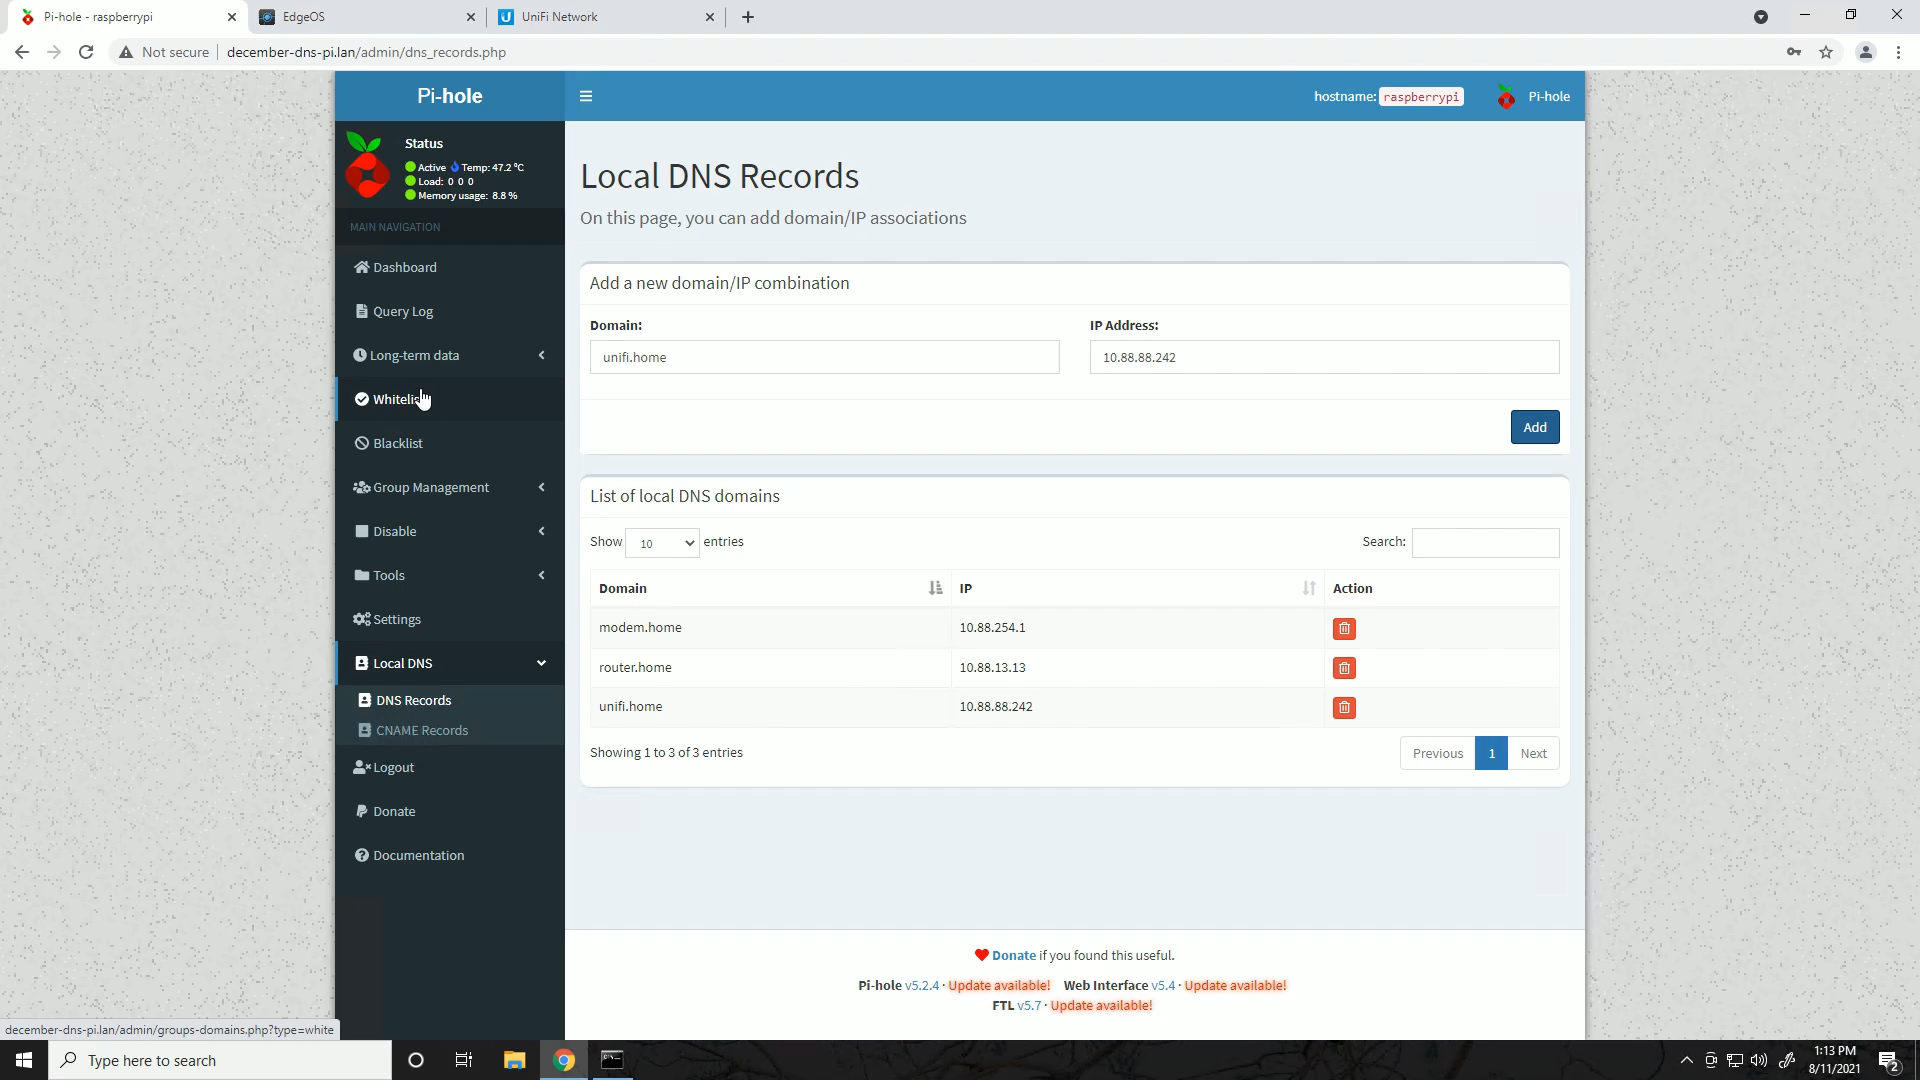 Pi-hole - raspberrypi
EdgeOS
UniFi Network
Not secure
december-dns-pi.lan/admin/dns_records.php
Pi-hole
hostname: raspberrypi
Pi-hole
Status
Active Temp: 47.2 °C
Load: 0 0 0
Memory usage: 8.8 %
MAIN NAVIGATION
Dashboard
Query Log
Long-term data
Whitelist
Blacklist
Group Management
Disable
Tools
Settings
Local DNS
DNS Records
CNAME Records
Logout
Donate
Documentation
Local DNS Records
On this page, you can add domain/IP associations
Add a new domain/IP combination
Domain: IP Address:
unifi.home 10.88.88.242
Add
List of local DNS domains
Show 10 entries Search:
Domain IP Action
modem.home 10.88.254.1
router.home 10.88.13.13
unifi.home 10.88.88.242
Showing 1 to 3 of 3 entries
Previous 1 Next
Donate if you found this useful.
Pi-hole v5.2.4 · Update available! Web Interface v5.4 · Update available!
FTL v5.7 · Update available!
december-dns-pi.lan/admin/groups-domains.php?type=white
Type here to search
1:13 PM
8/11/2021
2